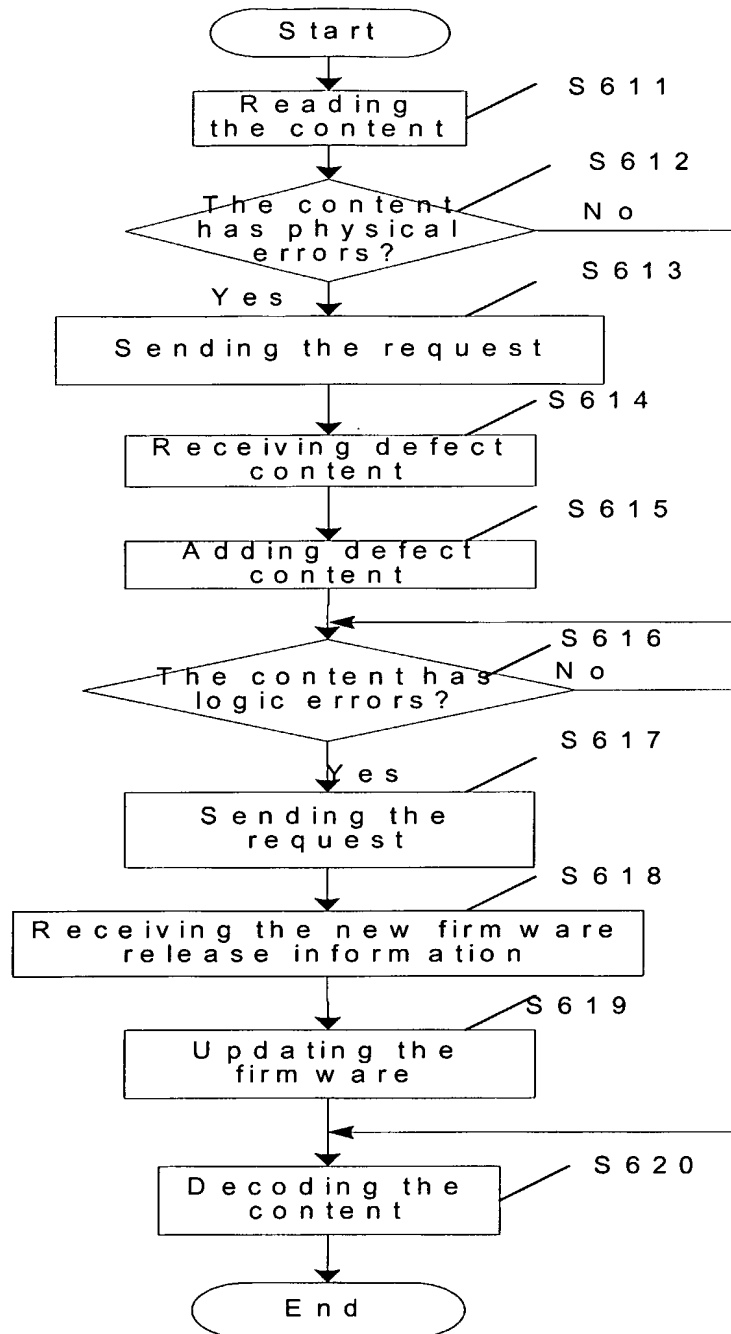 Start
S611
Reading
the content
S612
The content
has physical
errors?
No
S613
Yes
Sending the request
S614
Receiving defect
content
S615
Adding defect
content
S616
The content has
logic errors?
No
S617
Yes
Sending the
request
S618
Receiving the new firmware
release information
S619
Updating the
firmware
S620
Decoding the
content
End